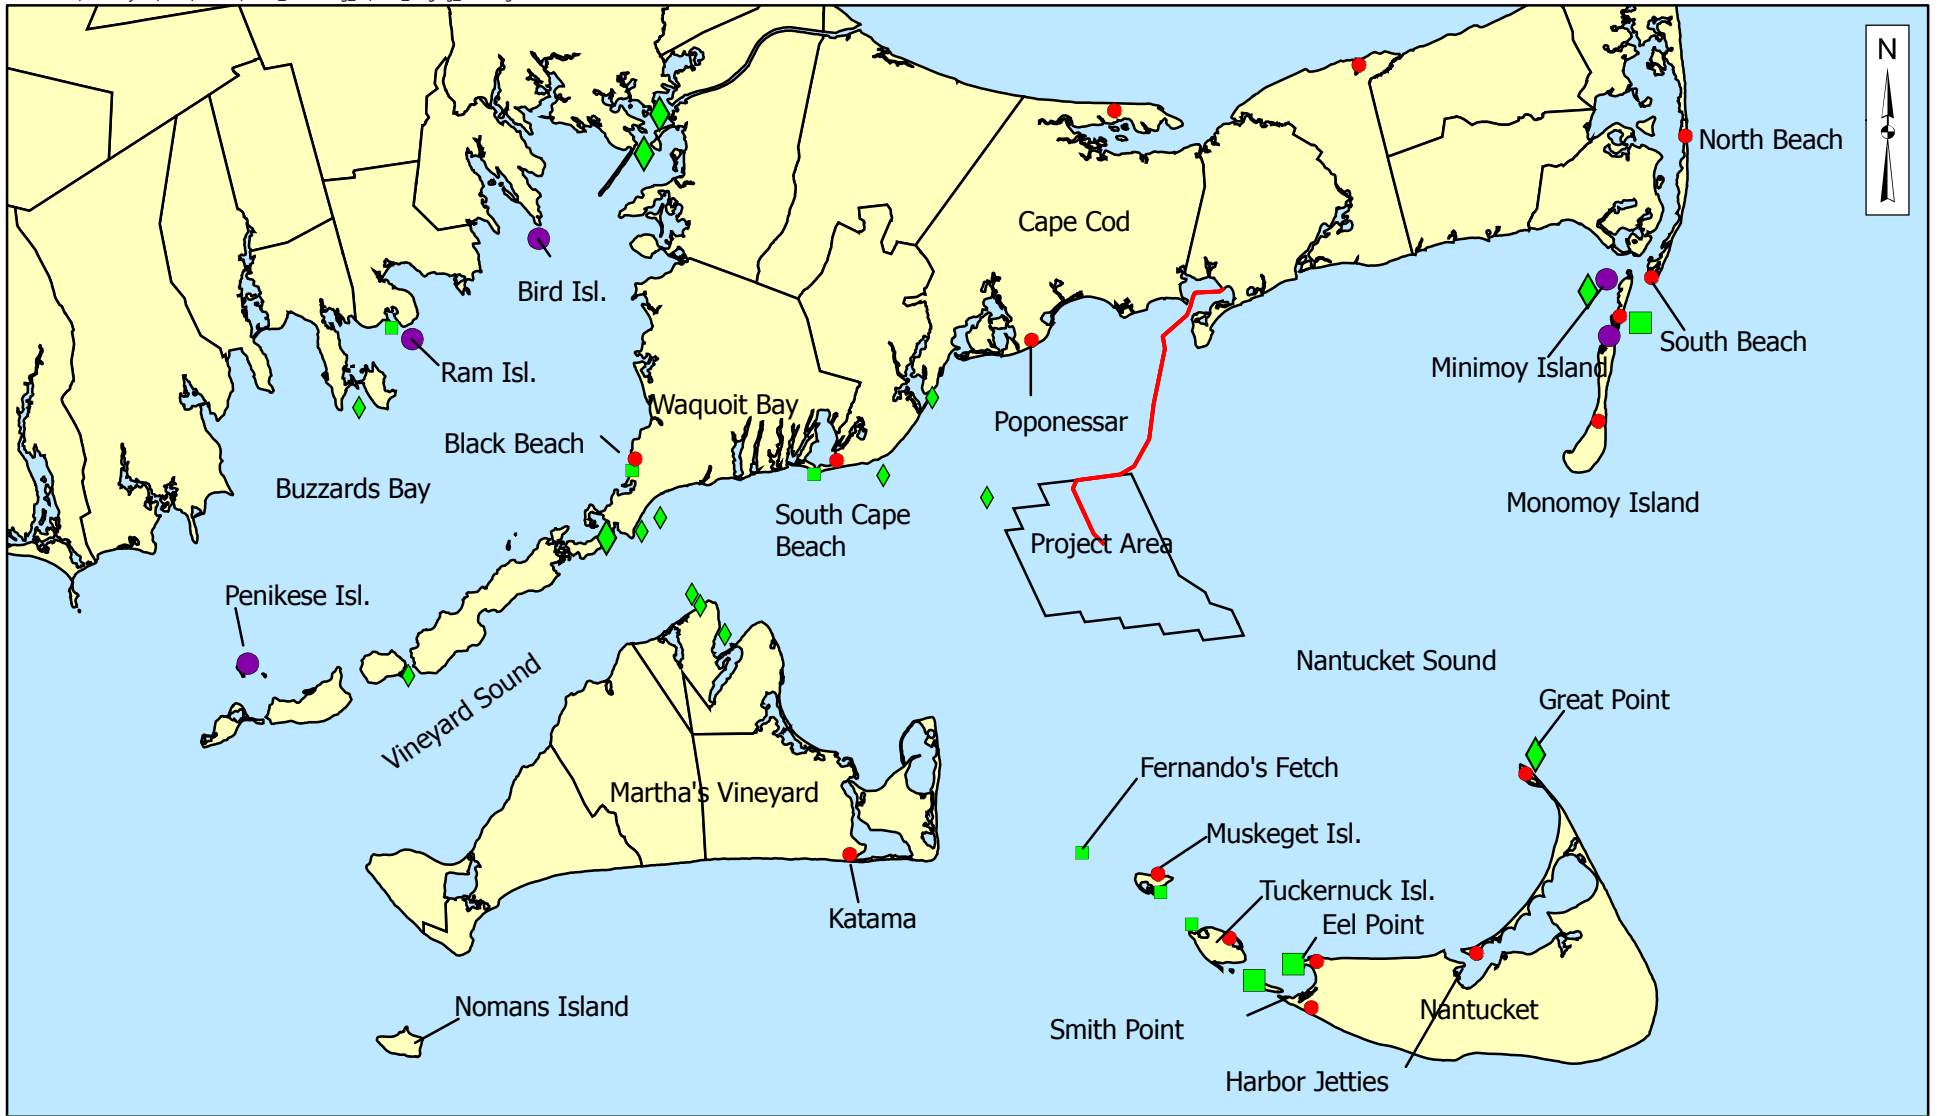 N
North Beach
Cape Cod
Bird Isl.
South Beach
Minimoy Island
Ram Isl.
Waquoit Bay
Poponessar
Black Beach
Buzzards Bay
Monomoy Island
South Cape
Beach
Project Area
Penikese Isl.
Nantucket Sound
Vineyard Sound
Great Point
Fernando's Fetch
Martha's Vineyard
Muskeget Isl.
Tuckernuck Isl.
Eel Point
Katama
Nomans Island
Nantucket
Smith Point
Harbor Jetties